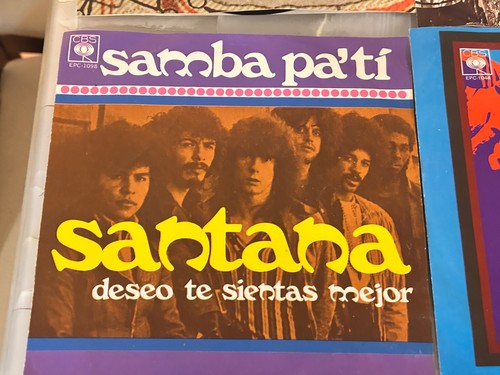 CBS
EPC-1098
samba pa'tí
santana
deseo te sientas mejor
CBS